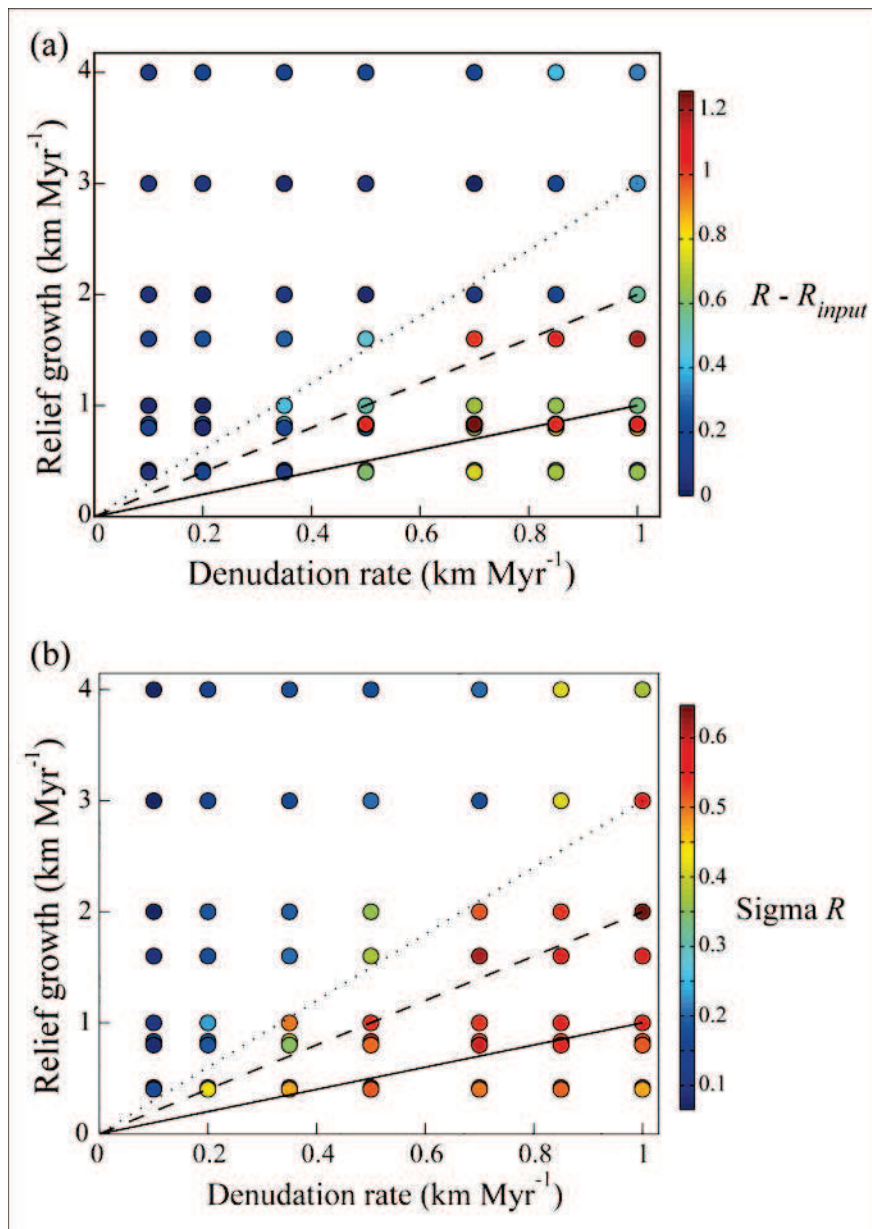 (a)
4
3
2
1
0
Relief growth (km Myr⁻¹)
0 0.2 0.4 0.6 0.8 1
Denudation rate (km Myr⁻¹)
1.2
1
0.8
0.6
0.4
0.2
0
R - R_input
(b)
4
3
2
1
0
Relief growth (km Myr⁻¹)
0 0.2 0.4 0.6 0.8 1
Denudation rate (km Myr⁻¹)
0.6
0.5
0.4
0.3
0.2
0.1
Sigma R